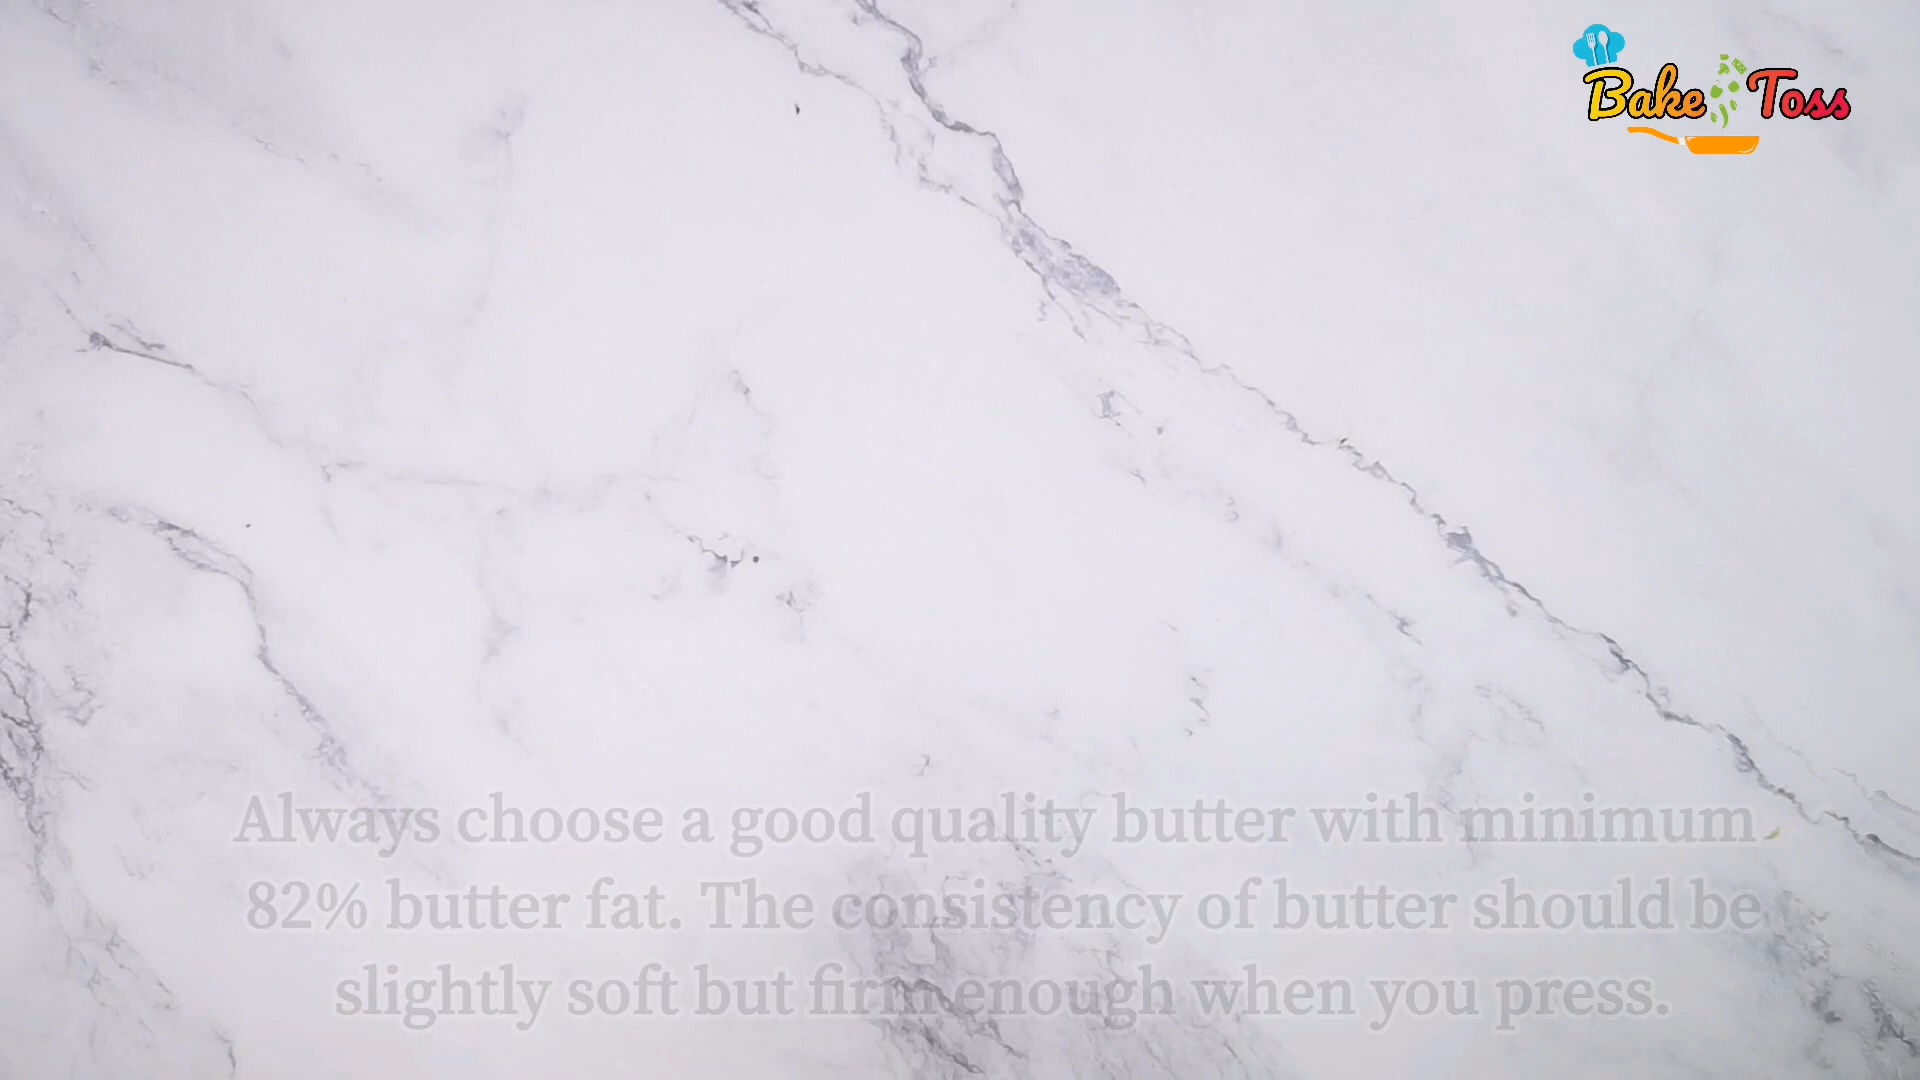 Bake Toss
Always choose a good quality butter with minimum
82% butter fat. The consistency of butter should be
slightly soft but firm enough when you press.